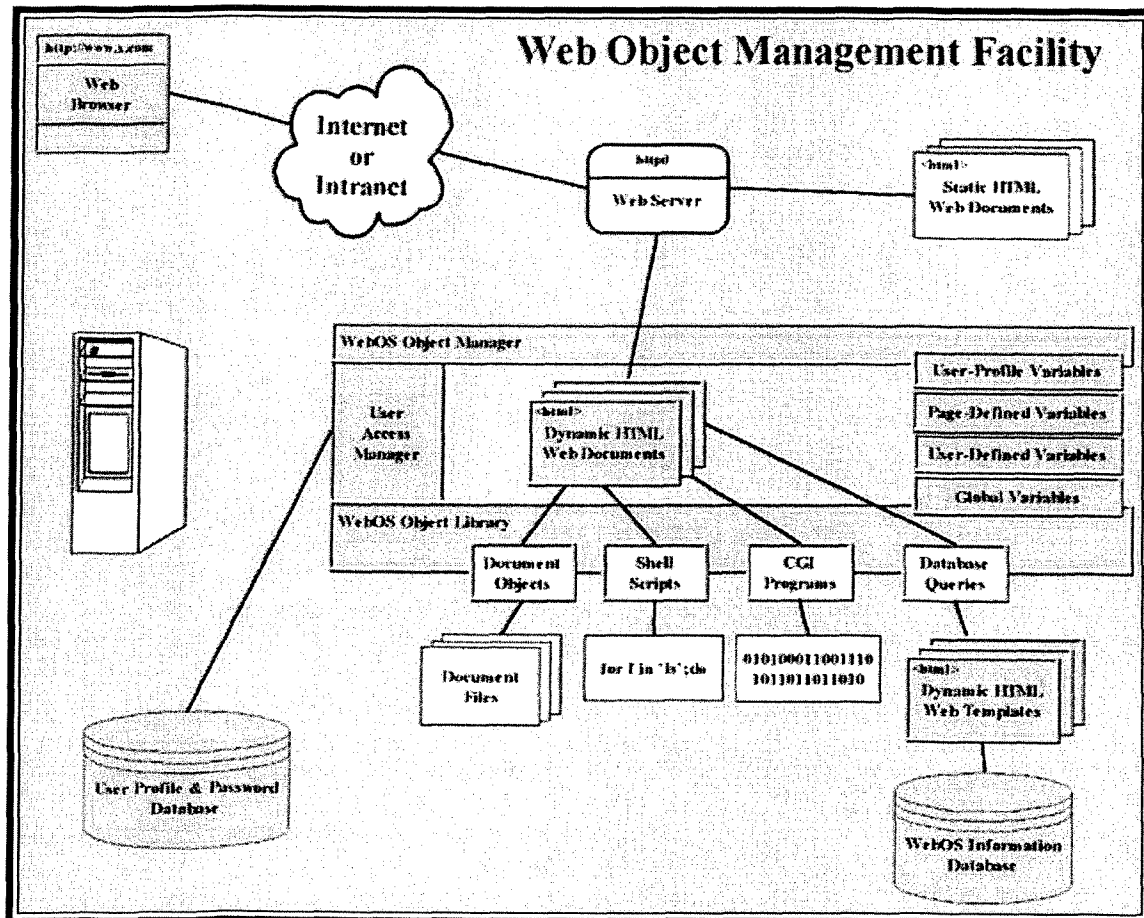 Web Object Management Facility
http://www.x.com
Web
Browser
Internet
or
Intranet
httpd
Web Server
<html>
Static HTML
Web Documents
WebOS Object Manager
User
Access
Manager
<html>
Dynamic HTML
Web Documents
User-Profile Variables
Page-Defined Variables
User-Defined Variables
Global Variables
WebOS Object Library
Document
Objects
Shell
Scripts
CGI
Programs
Database
Queries
Document
Files
for f in `ls`;do
010100011001110
1011011011010
<html>
Dynamic HTML
Web Templates
User Profile & Password
Database
WebOS Information
Database